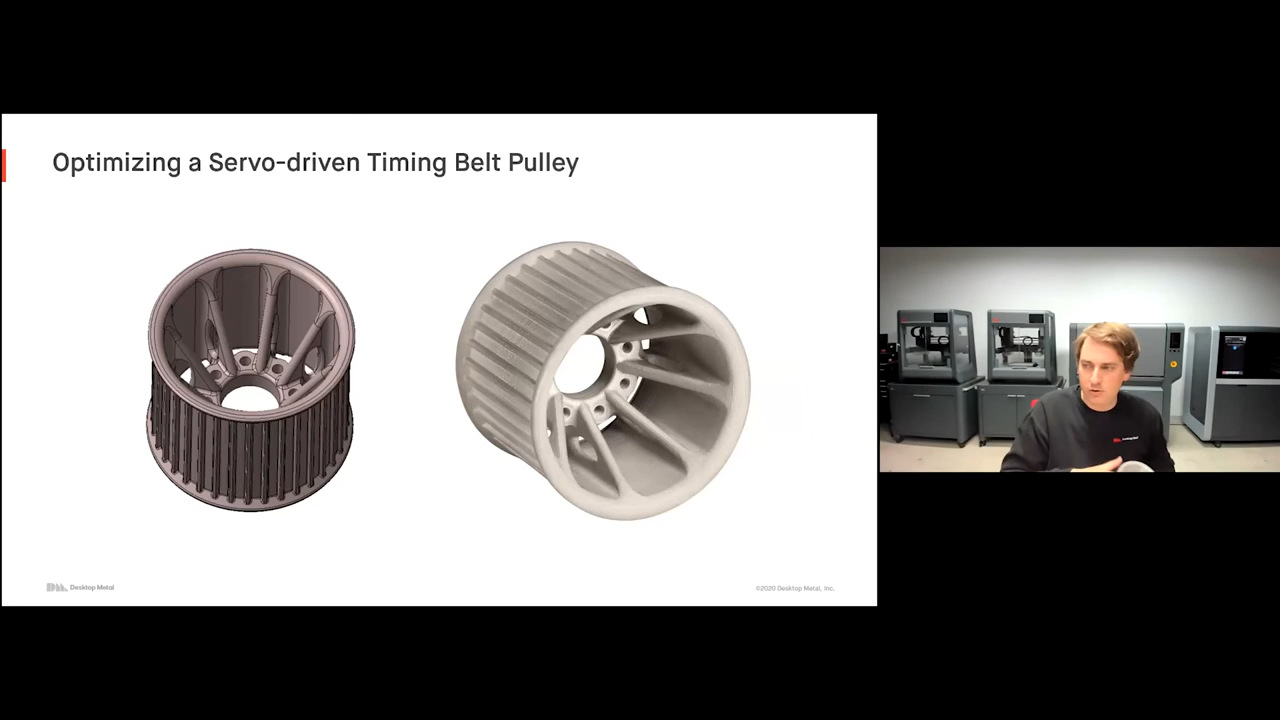 Optimizing a Servo-driven Timing Belt Pulley
Desktop Metal
©2020 Desktop Metal, Inc.